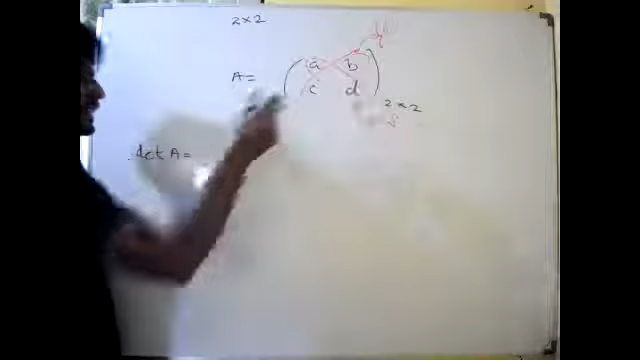 2×2
A= (a b
c d) 2×2
det A=